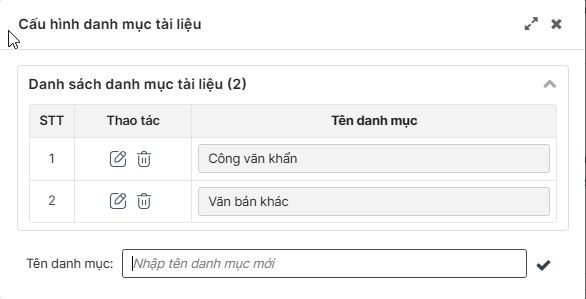 Cấu hình danh mục tài liệu
Danh sách danh mục tài liệu (2)
STT Thao tác Tên danh mục
1 Công văn khẩn
2 Văn bản khác
Tên danh mục: Nhập tên danh mục mới